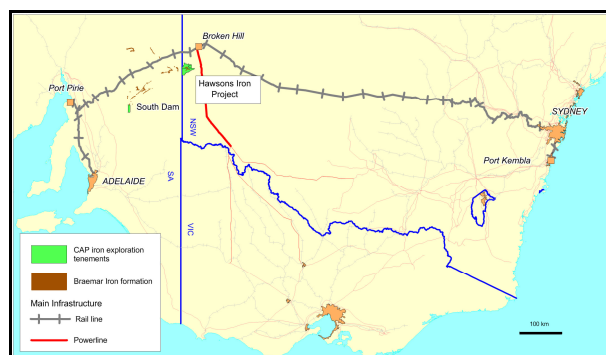 Broken Hill
Hawsons Iron
Project
Port Pirie
South Dam
SYDNEY
NSW
Port Kembla
ADELAIDE
SA
VIC
CAP iron exploration
tenements
Braemar Iron formation
Main Infrastructure
Rail line
Powerline
100 km